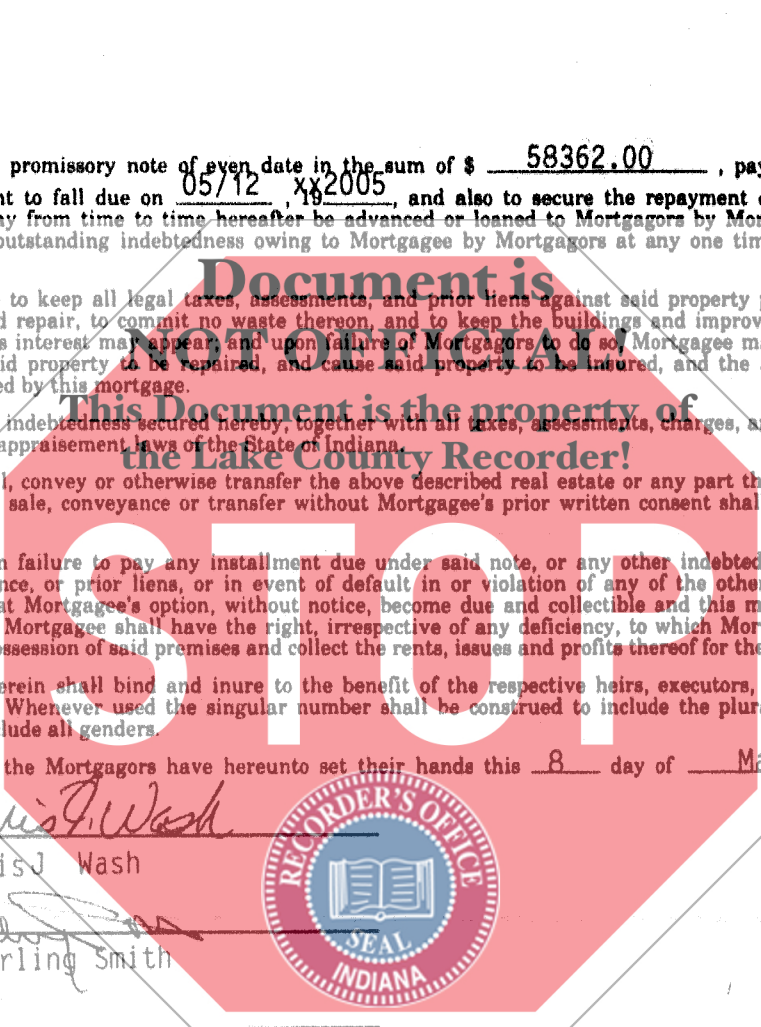 promissory note of even date in the sum of $ 58362.00 , pay
nt to fall due on 05/12 , 19xx2005, and also to secure the repayment o
ay from time to time hereafter be advanced or loaned to Mortgagors by Mor
outstanding indebtedness owing to Mortgagee by Mortgagors at any one tim
Document is
to keep all legal taxes, assessments, and prior liens against said property p
d repair, to commit no waste thereon, and to keep the buildings and improv
NOT OFFICIAL!
s interest may appear; and upon failure of Mortgagors to do so, Mortgagee ma
id property to be repaired, and cause said property to be insured, and the
ed by this mortgage.
This Document is the property of
indebtedness secured hereby, together with all taxes, assessments, charges, a
appraisement laws of the State of Indiana.
the Lake County Recorder!
l, convey or otherwise transfer the above described real estate or any part th
sale, conveyance or transfer without Mortgagee's prior written consent shal
STOP
n failure to pay any installment due under said note, or any other indebted
nce, or prior liens, or in event of default in or violation of any of the other
at Mortgagee's option, without notice, become due and collectible and this m
Mortgagee shall have the right, irrespective of any deficiency, to which Mor
ossession of said premises and collect the rents, issues and profits thereof for the
erein shall bind and inure to the benefit of the respective heirs, executors,
Whenever used the singular number shall be construed to include the plura
lude all genders.
the Mortgagors have hereunto set their hands this 8 day of Ma
is J. Wash
isJ Wash
rling Smith
RECORDER'S OFFICE
SEAL
INDIANA